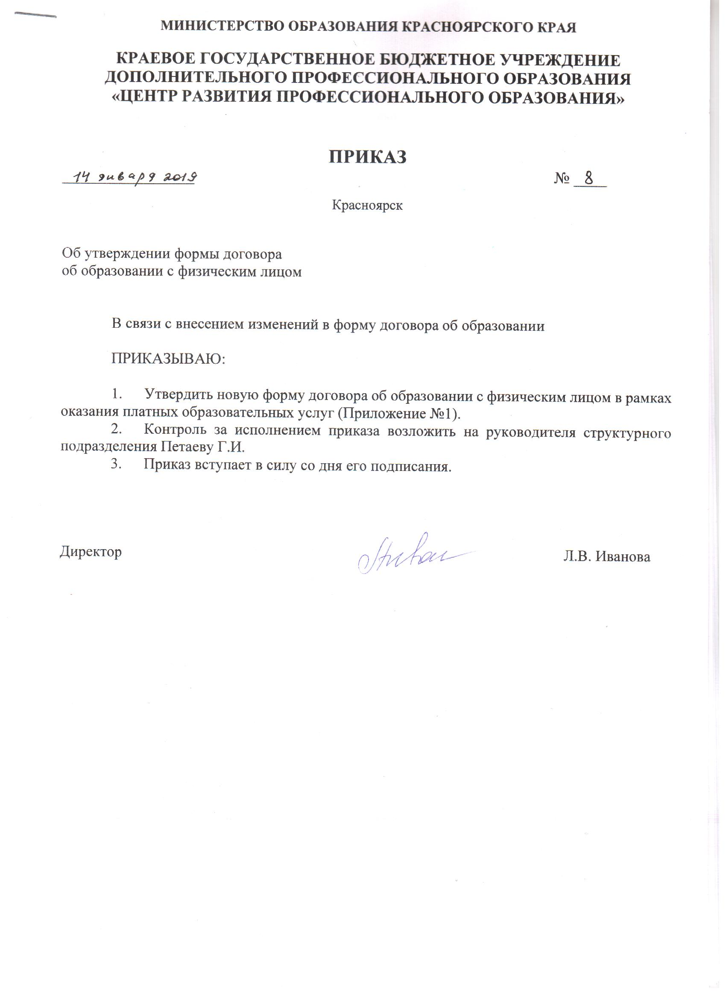 МИНИСТЕРСТВО ОБРАЗОВАНИЯ КРАСНОЯРСКОГО КРАЯ
КРАЕВОЕ ГОСУДАРСТВЕННОЕ БЮДЖЕТНОЕ УЧРЕЖДЕНИЕ
ДОПОЛНИТЕЛЬНОГО ПРОФЕССИОНАЛЬНОГО ОБРАЗОВАНИЯ
«ЦЕНТР РАЗВИТИЯ ПРОФЕССИОНАЛЬНОГО ОБРАЗОВАНИЯ»
ПРИКАЗ
14 января 2019 № 8
Красноярск
Об утверждении формы договора
об образовании с физическим лицом
В связи с внесением изменений в форму договора об образовании
ПРИКАЗЫВАЮ:
1. Утвердить новую форму договора об образовании с физическим лицом в рамках
оказания платных образовательных услуг (Приложение №1).
2. Контроль за исполнением приказа возложить на руководителя структурного
подразделения Петаеву Г.И.
3. Приказ вступает в силу со дня его подписания.
Директор Л.В. Иванова